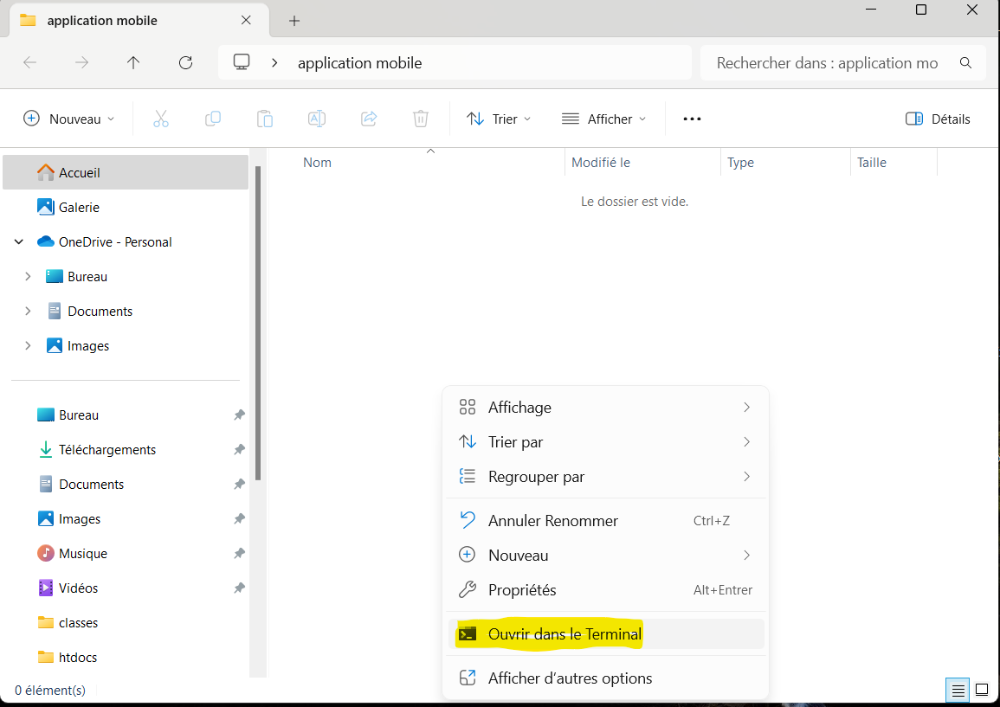 application mobile
application mobile
Rechercher dans : application mo
Nouveau
Trier
Afficher
Détails
Accueil
Galerie
OneDrive - Personal
Bureau
Documents
Images
Bureau
Téléchargements
Documents
Images
Musique
Vidéos
classes
htdocs
Nom
Modifié le
Type
Taille
Le dossier est vide.
Affichage
Trier par
Regrouper par
Annuler Renommer Ctrl+Z
Nouveau
Propriétés Alt+Entrer
Ouvrir dans le Terminal
Afficher d'autres options
0 élément(s)